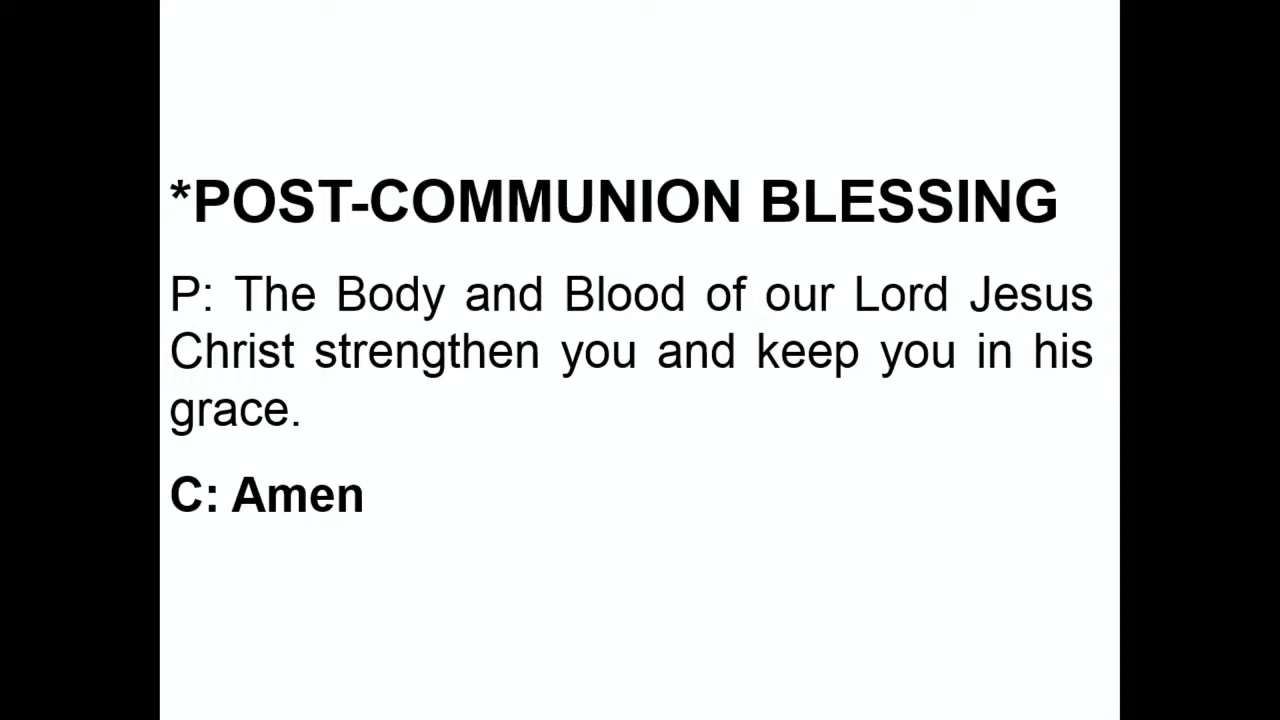 *POST-COMMUNION BLESSING
P: The Body and Blood of our Lord Jesus
Christ strengthen you and keep you in his
grace.
C: Amen